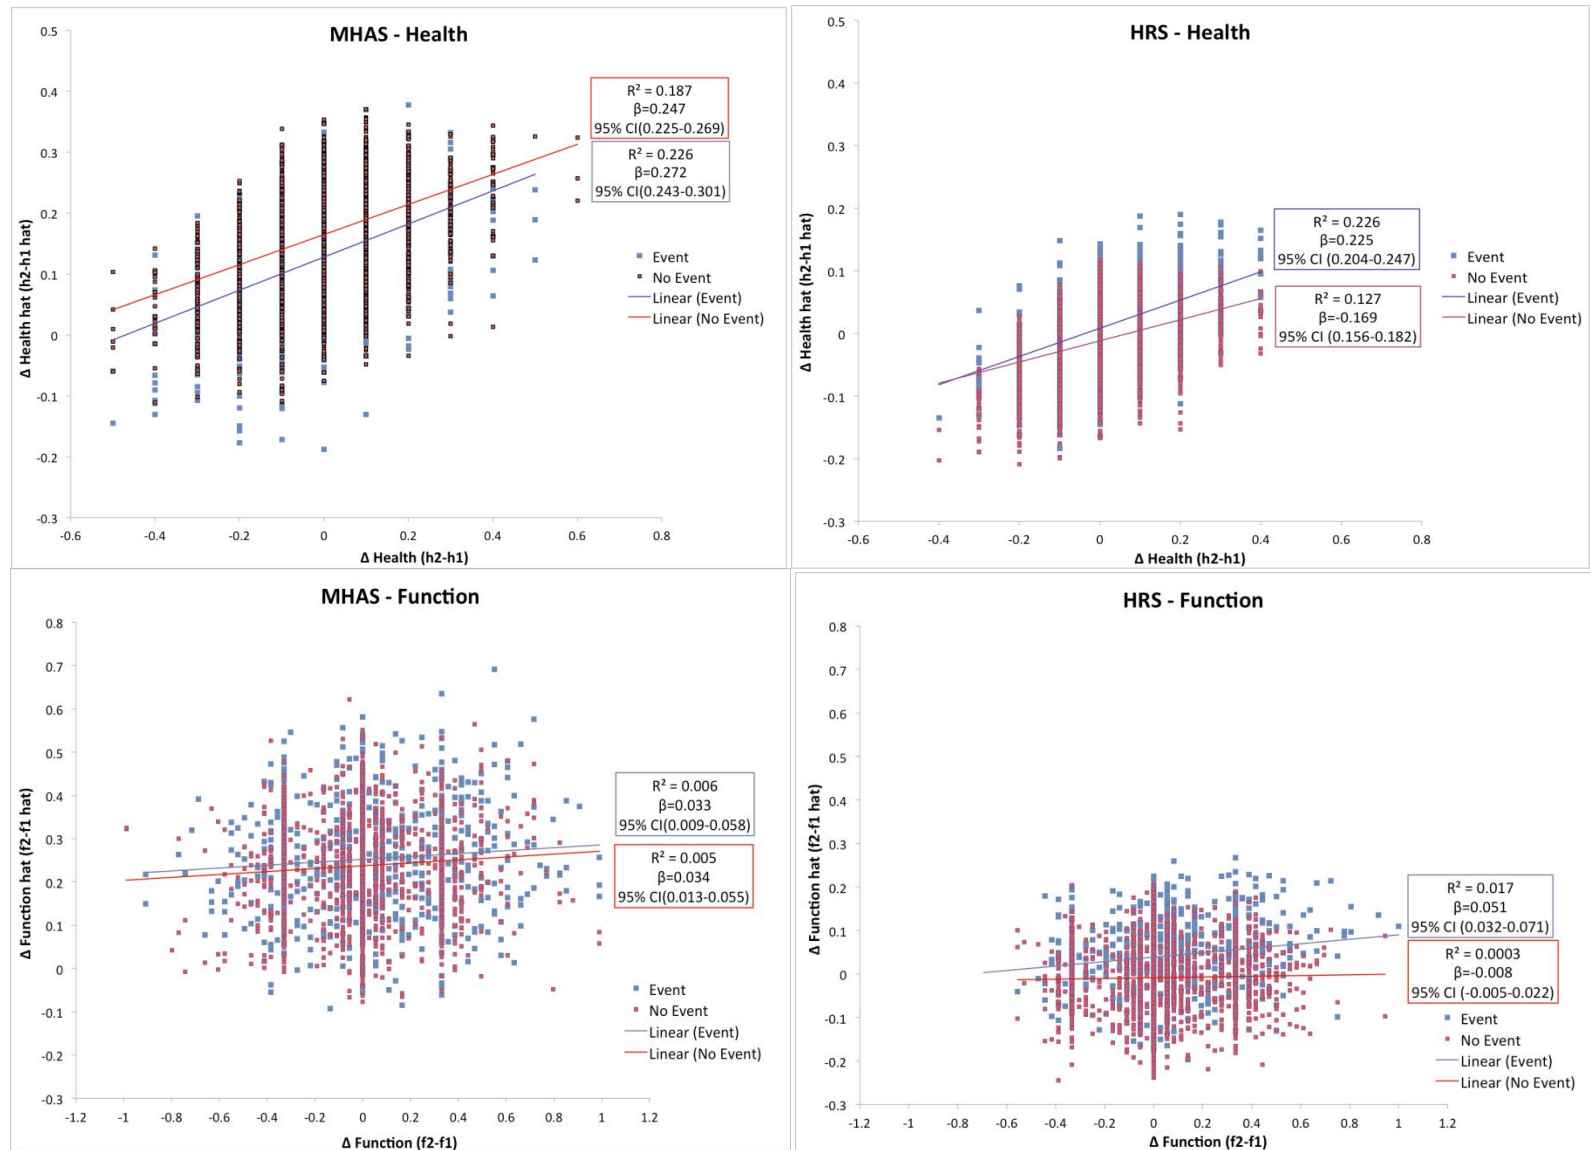 MHAS - Health
0.5
0.4
0.3
0.2
0.1
0
-0.1
-0.2
-0.3
Δ Health hat (h2-h1 hat)
-0.6
-0.4
-0.2
0
0.2
0.4
0.6
0.8
Δ Health (h2-h1)
R² = 0.187
β=0.247
95% CI(0.225-0.269)
R² = 0.226
β=0.272
95% CI(0.243-0.301)
Event
No Event
Linear (Event)
Linear (No Event)
HRS - Health
0.5
0.4
0.3
0.2
0.1
0
-0.1
-0.2
-0.3
Δ Health hat (h2-h1 hat)
-0.6
-0.4
-0.2
0
0.2
0.4
0.6
0.8
Δ Health (h2-h1)
R² = 0.226
β=0.225
95% CI (0.204-0.247)
R² = 0.127
β=-0.169
95% CI (0.156-0.182)
Event
No Event
Linear (Event)
Linear (No Event)
MHAS - Function
0.8
0.7
0.6
0.5
0.4
0.3
0.2
0.1
0
-0.1
-0.2
-0.3
Δ Function hat (f2-f1 hat)
-1.2
-1
-0.8
-0.6
-0.4
-0.2
0
0.2
0.4
0.6
0.8
1
1.2
Δ Function (f2-f1)
R² = 0.006
β=0.033
95% CI(0.009-0.058)
R² = 0.005
β=0.034
95% CI(0.013-0.055)
Event
No Event
Linear (Event)
Linear (No Event)
HRS - Function
0.8
0.7
0.6
0.5
0.4
0.3
0.2
0.1
0
-0.1
-0.2
-0.3
Δ Function hat (f2-f1 hat)
-1.2
-1
-0.8
-0.6
-0.4
-0.2
0
0.2
0.4
0.6
0.8
1
1.2
Δ Function (f2-f1)
R² = 0.017
β=0.051
95% CI (0.032-0.071)
R² = 0.0003
β=-0.008
95% CI (-0.005-0.022)
Event
No Event
Linear (Event)
Linear (No Event)